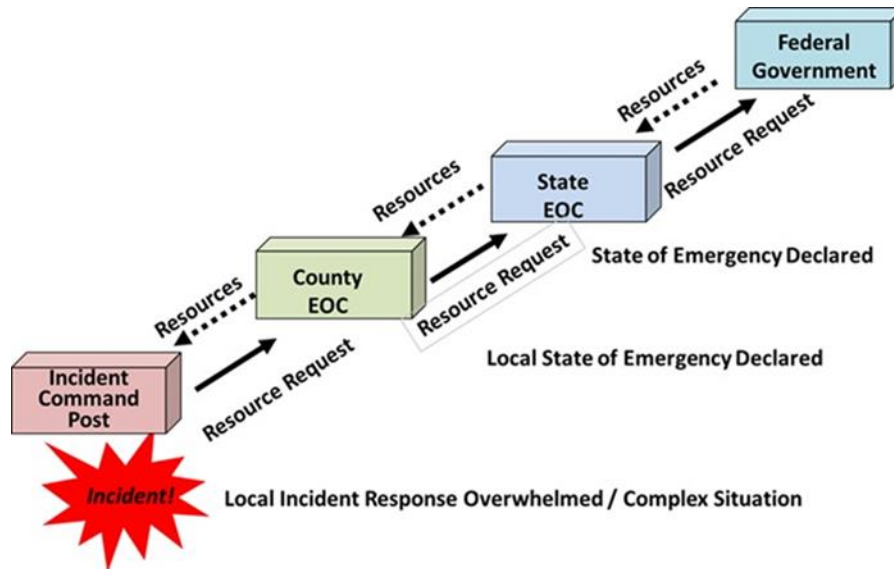 Federal
Government
Resources
Resource Request
State
EOC
Resources
Resource Request
State of Emergency Declared
County
EOC
Resources
Resource Request
Local State of Emergency Declared
Incident
Command
Post
Incident!
Local Incident Response Overwhelmed / Complex Situation